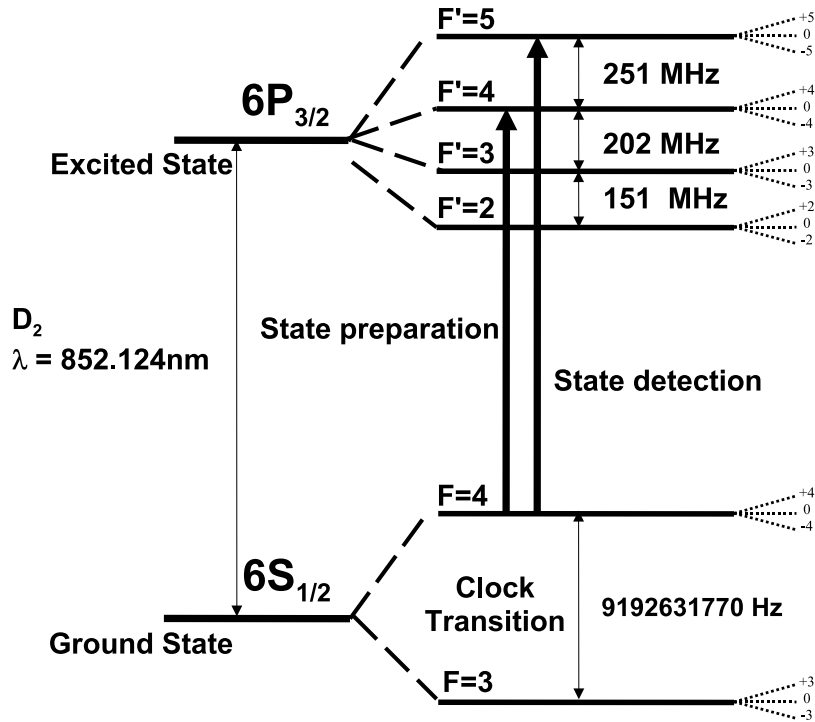 F'=5
+5
0
-5
251 MHz
6P3/2
F'=4
+4
0
-4
202 MHz
Excited State
F'=3
+3
0
-3
151 MHz
F'=2
+2
0
-2
D2
λ = 852.124nm
State preparation
State detection
F=4
+4
0
-4
6S1/2
Clock
Transition
9192631770 Hz
Ground State
F=3
+3
0
-3